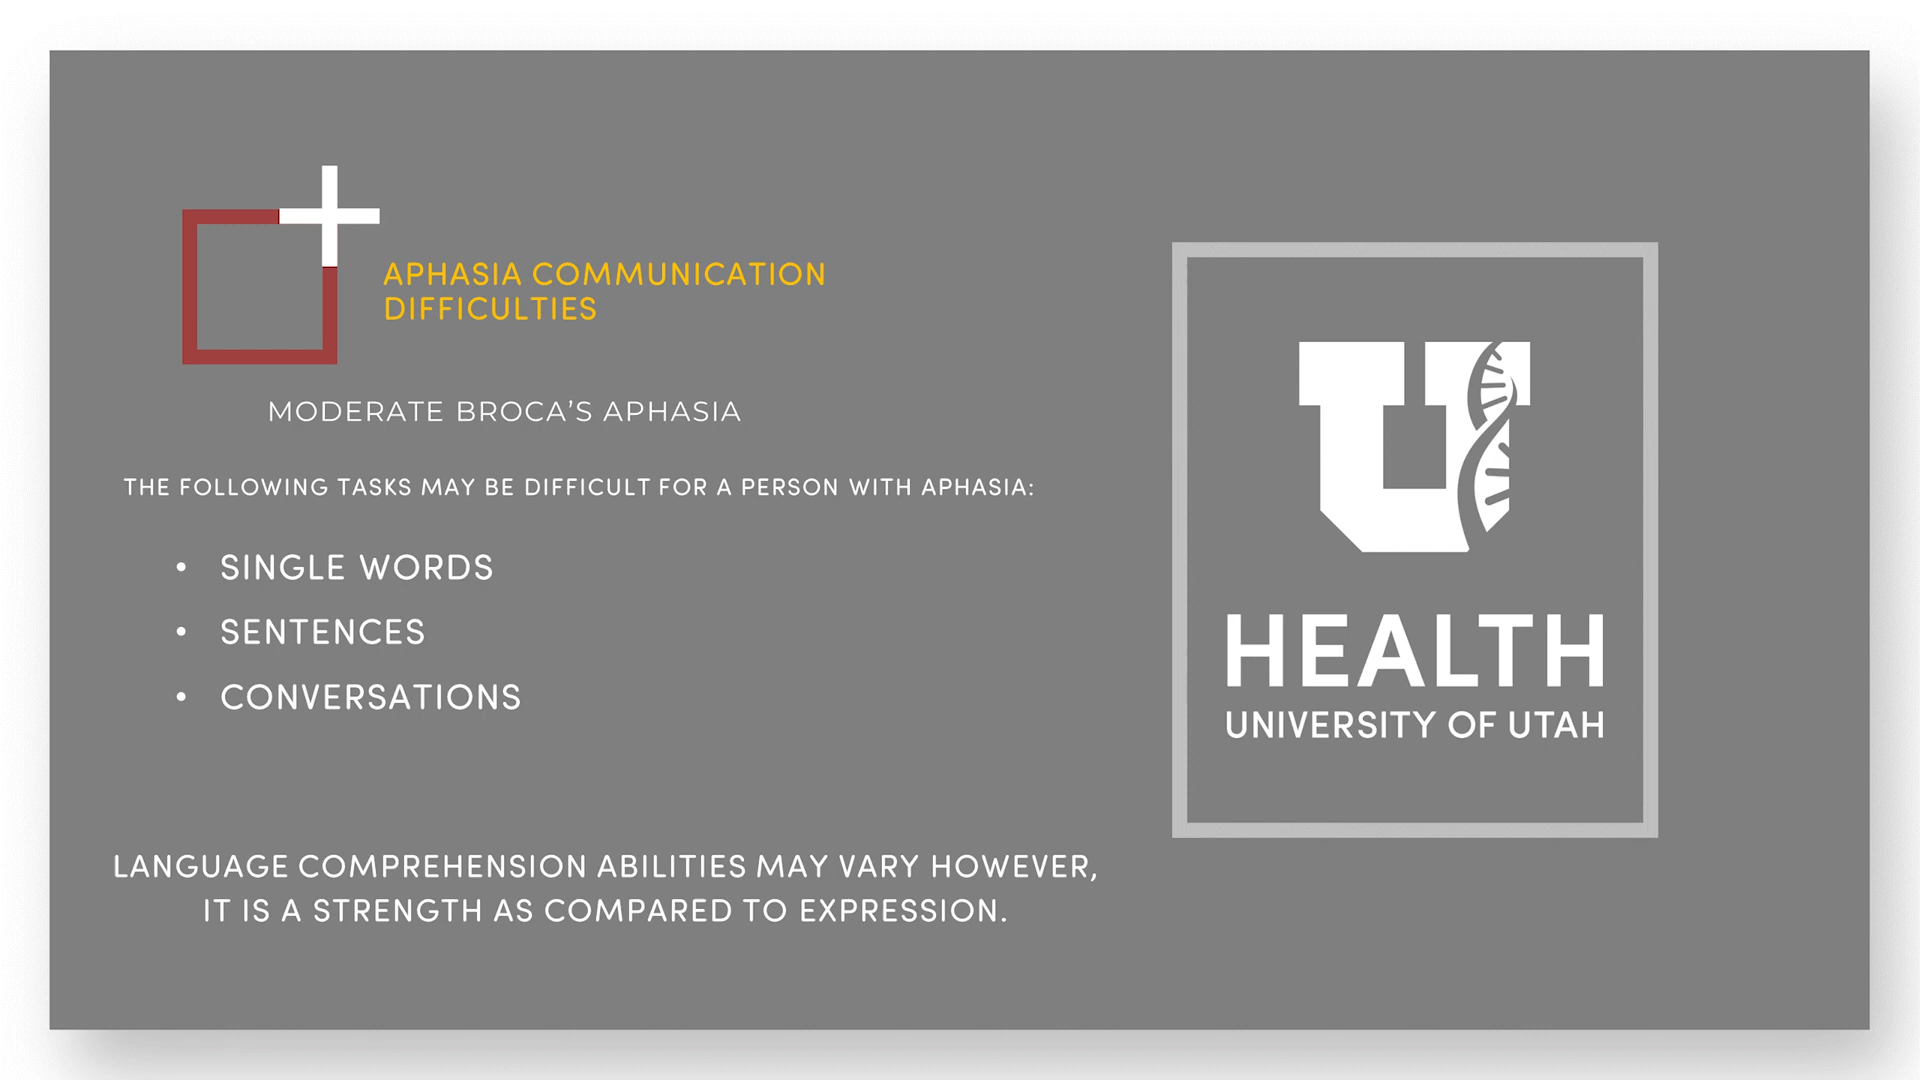 APHASIA COMMUNICATION
DIFFICULTIES
MODERATE BROCA’S APHASIA
THE FOLLOWING TASKS MAY BE DIFFICULT FOR A PERSON WITH APHASIA:
• SINGLE WORDS
• SENTENCES
• CONVERSATIONS
LANGUAGE COMPREHENSION ABILITIES MAY VARY HOWEVER,
IT IS A STRENGTH AS COMPARED TO EXPRESSION.
U
HEALTH
UNIVERSITY OF UTAH